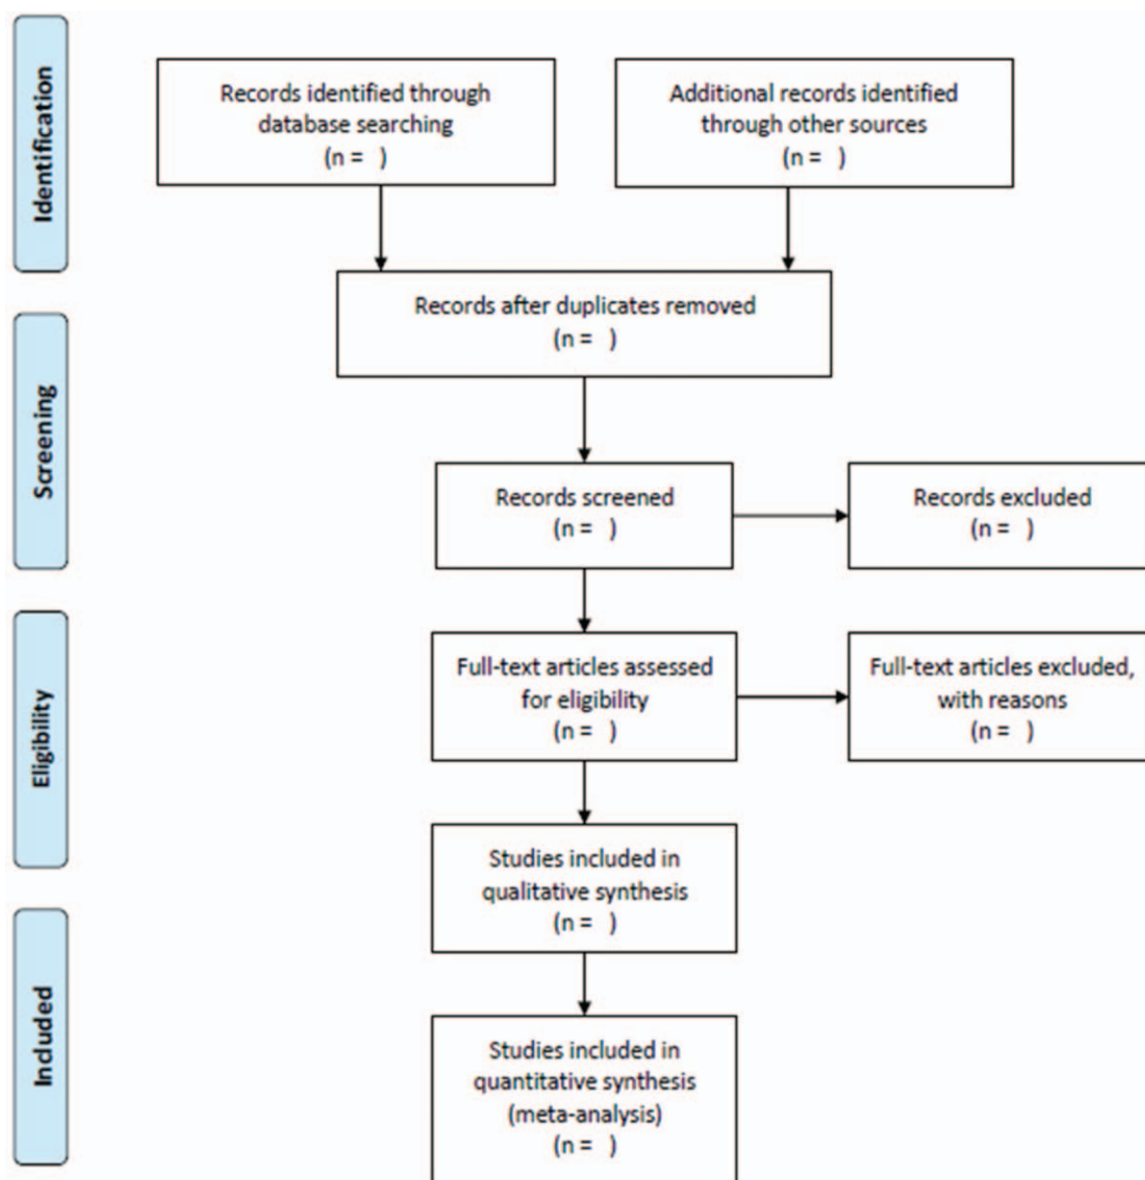 Identification
Records identified through
database searching
(n = )
Additional records identified
through other sources
(n = )
Records after duplicates removed
(n = )
Screening
Records screened
(n = )
Records excluded
(n = )
Eligibility
Full-text articles assessed
for eligibility
(n = )
Full-text articles excluded,
with reasons
(n = )
Studies included in
qualitative synthesis
(n = )
Included
Studies included in
quantitative synthesis
(meta-analysis)
(n = )